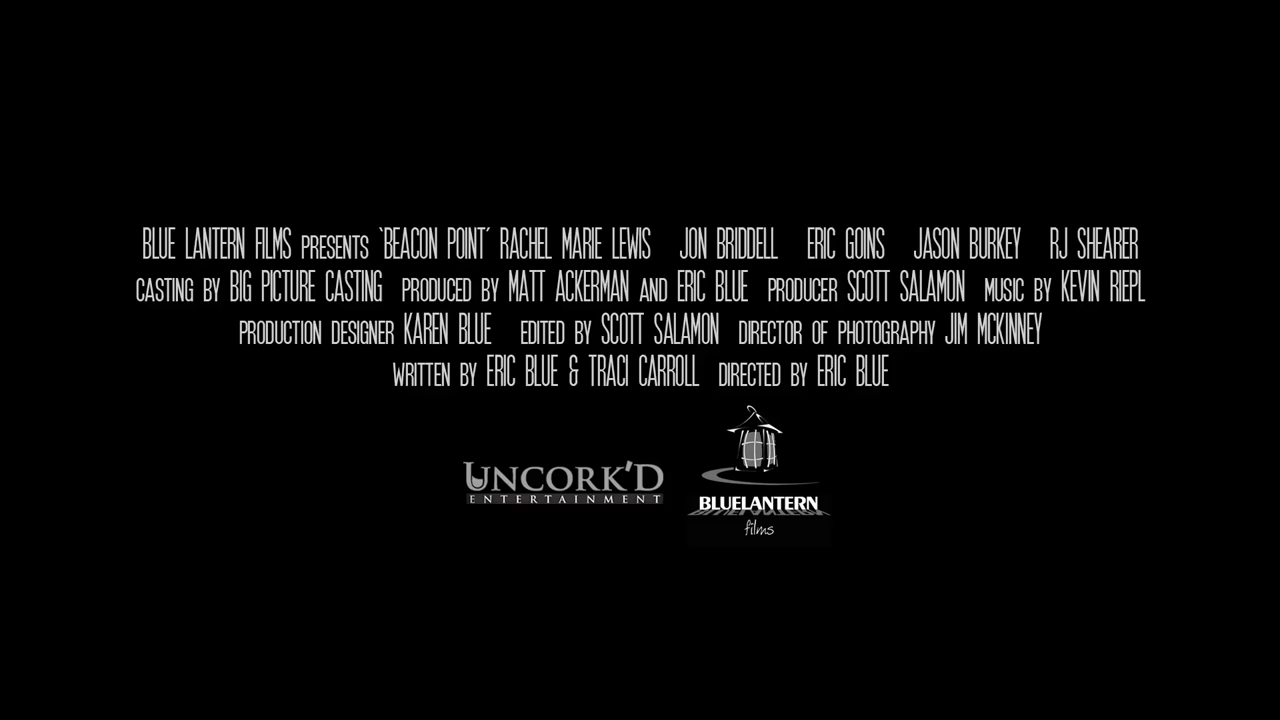 BLUE LANTERN FILMS PRESENTS `BEACON POINT´ RACHEL MARIE LEWIS JON BRIDDELL ERIC GOINS JASON BURKEY RJ SHEARER
CASTING BY BIG PICTURE CASTING PRODUCED BY MATT ACKERMAN AND ERIC BLUE PRODUCER SCOTT SALAMON MUSIC BY KEVIN RIEPL
PRODUCTION DESIGNER KAREN BLUE EDITED BY SCOTT SALAMON DIRECTOR OF PHOTOGRAPHY JIM MCKINNEY
WRITTEN BY ERIC BLUE & TRACI CARROLL DIRECTED BY ERIC BLUE
UNCORK'D
ENTERTAINMENT
BLUELANTERN
films